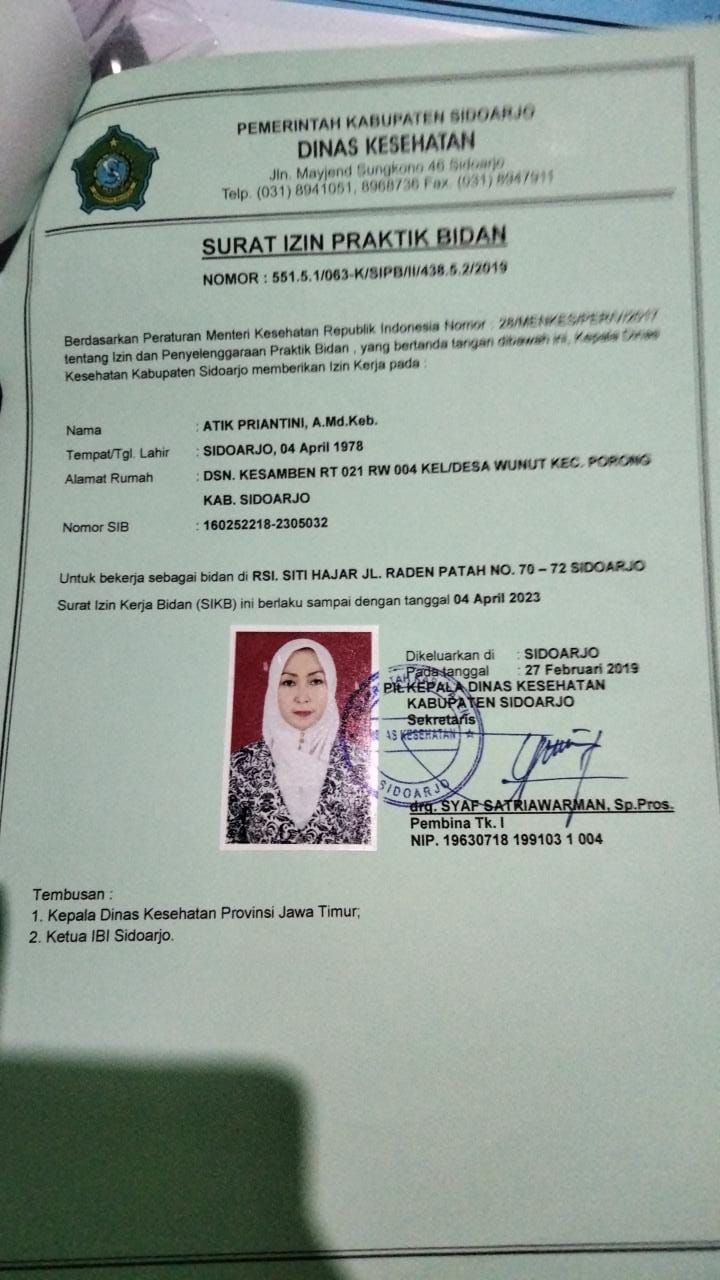 PEMERINTAH KABUPATEN SIDOARJO
DINAS KESEHATAN
Jln. Mayjend Sungkono 46 Sidoarjo
Telp. (031) 8941051, 8968736 Fax. (031) 8947911
SURAT IZIN PRAKTIK BIDAN
NOMOR : 551.5.1/063-K/SIPB/II/438.5.2/2019
Berdasarkan Peraturan Menteri Kesehatan Republik Indonesia Nomor : 28/MENKES/PER/
tentang Izin dan Penyelenggaraan Praktik Bidan , yang bertanda tangan dibawah ini, Kepala Dinas
Kesehatan Kabupaten Sidoarjo memberikan Izin Kerja pada :
Nama : ATIK PRIANTINI, A.Md.Keb.
Tempat/Tgl. Lahir : SIDOARJO, 04 April 1978
Alamat Rumah : DSN. KESAMBEN RT 021 RW 004 KEL/DESA WUNUT KEC. PORONG
KAB. SIDOARJO
Nomor SIB : 160252218-2305032
Untuk bekerja sebagai bidan di RSI. SITI HAJAR JL. RADEN PATAH NO. 70 – 72 SIDOARJO
Surat Izin Kerja Bidan (SIKB) ini berlaku sampai dengan tanggal 04 April 2023
Dikeluarkan di : SIDOARJO
Pada tanggal : 27 Februari 2019
Plt.KEPALA DINAS KESEHATAN
KABUPATEN SIDOARJO
Sekretaris
AS KESEHATAN
SIDOARJO
drg. SYAF SATRIAWARMAN, Sp.Pros.
Pembina Tk. I
NIP. 19630718 199103 1 004
Tembusan :
1. Kepala Dinas Kesehatan Provinsi Jawa Timur;
2. Ketua IBI Sidoarjo.